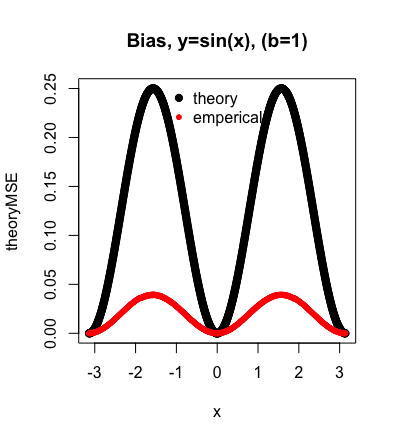 Bias, y=sin(x), (b=1)
theory
emperical
theoryMSE
0.25
0.20
0.15
0.10
0.05
0.00
-3 -2 -1 0 1 2 3
x